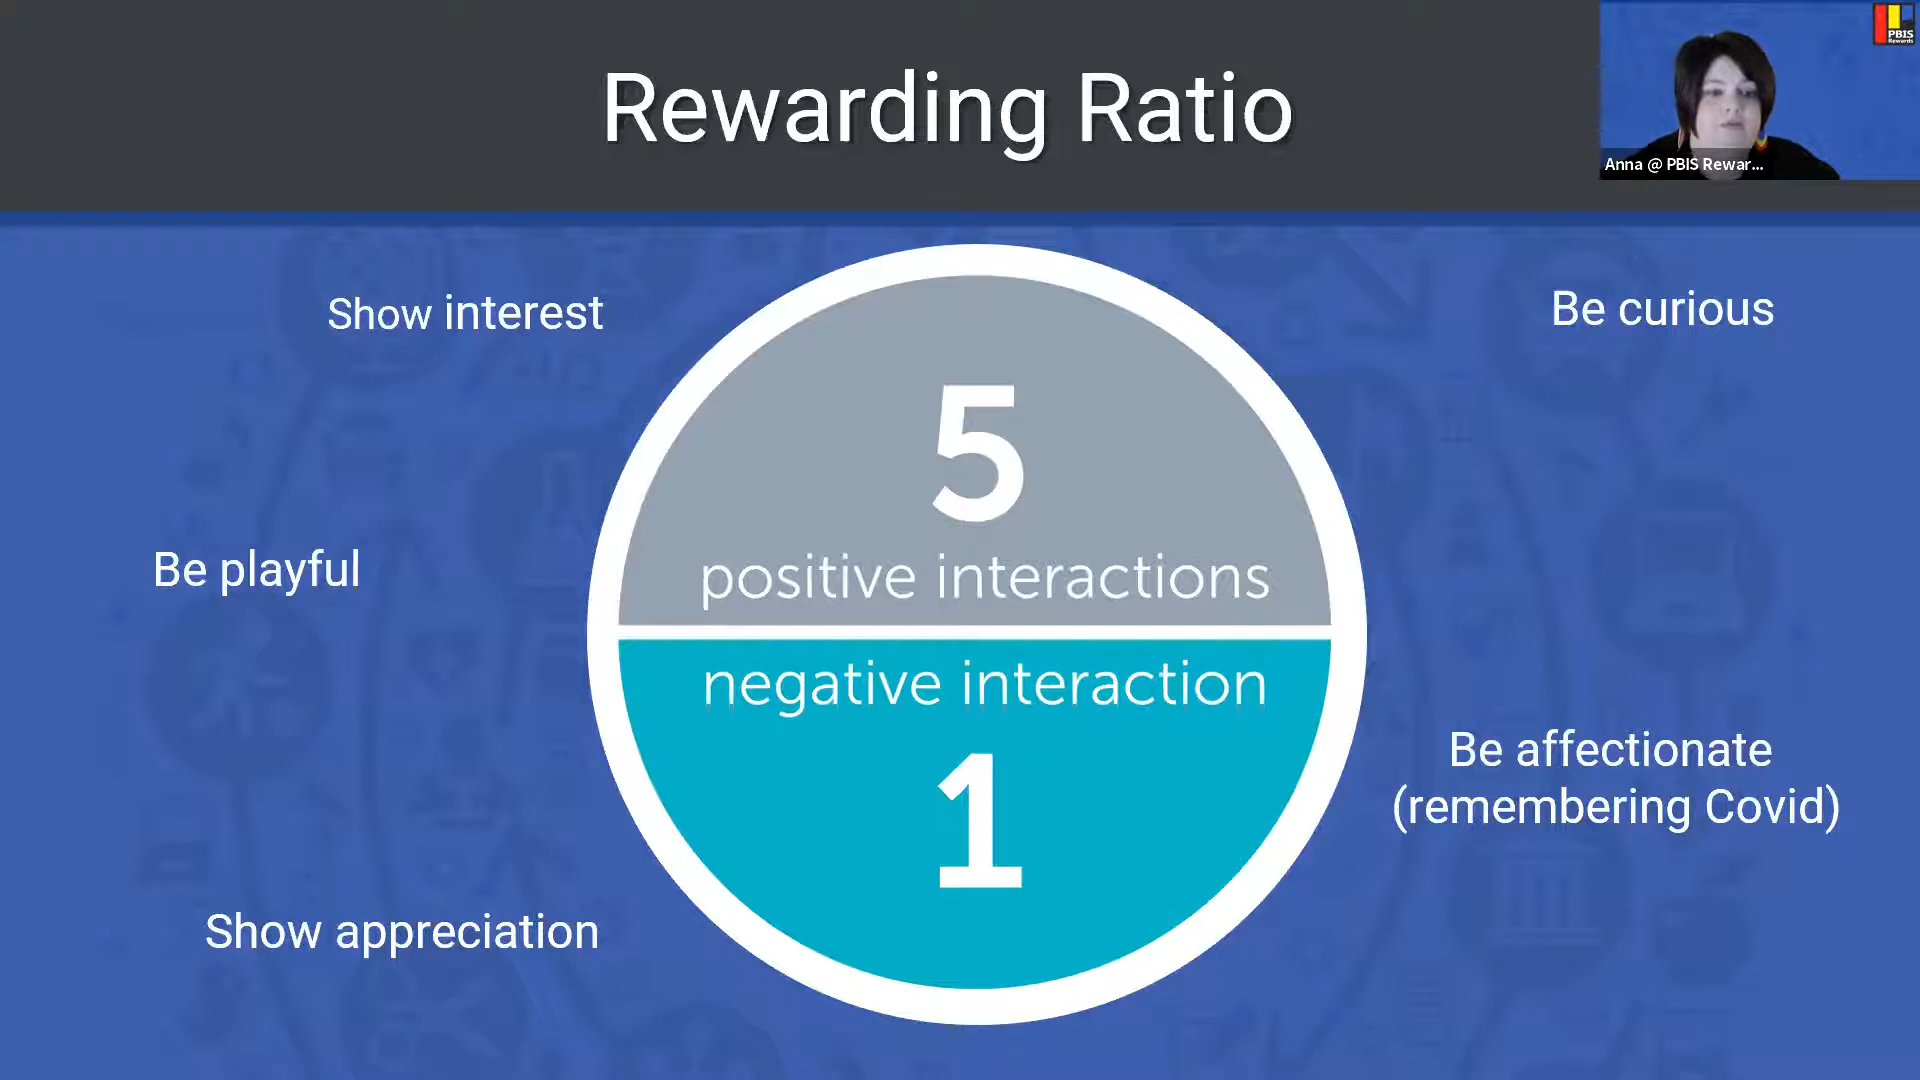 Rewarding Ratio
PBIS
Rewards
Anna @ PBIS Rewar...
Show interest
Be curious
5
positive interactions
Be playful
negative interaction
1
Be affectionate
(remembering Covid)
Show appreciation